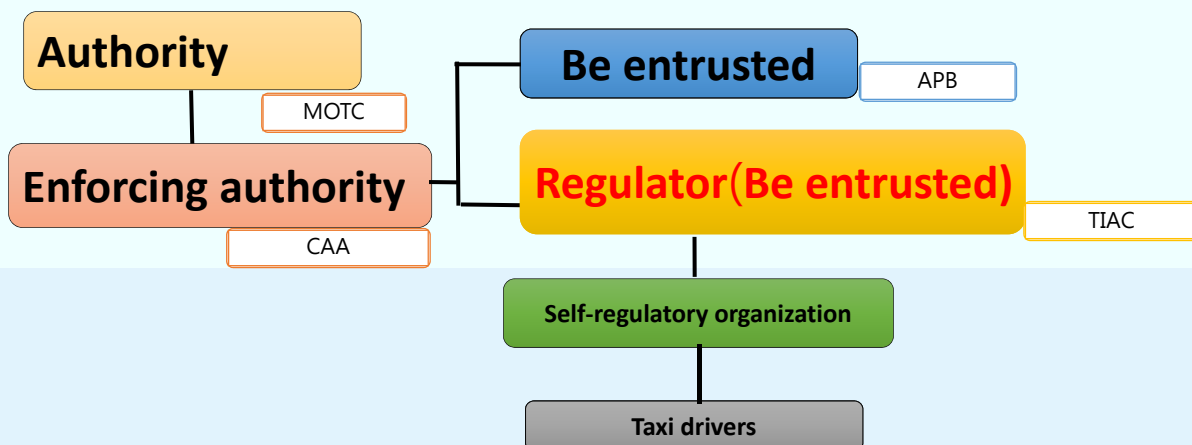 Authority
MOTC
Enforcing authority
CAA
Be entrusted
APB
Regulator(Be entrusted)
TIAC
Self-regulatory organization
Taxi drivers